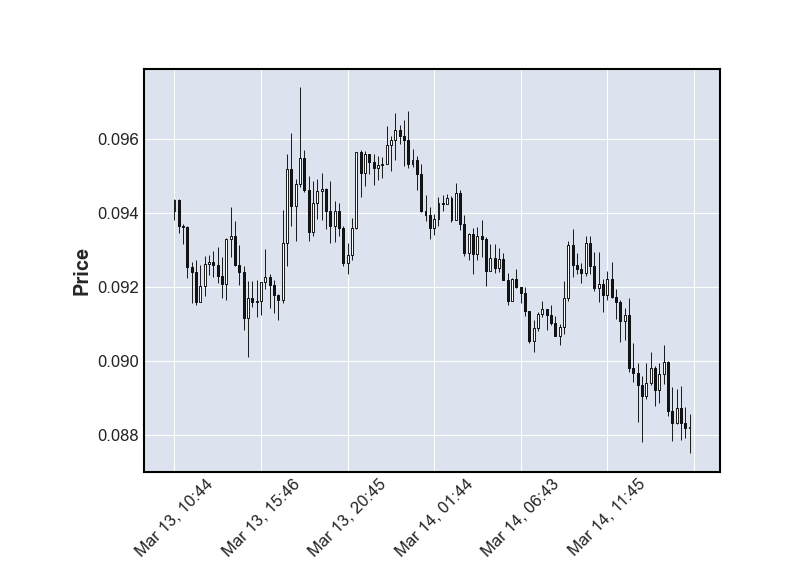 Price
0.096
0.094
0.092
0.090
0.088
Mar 13, 10:44
Mar 13, 15:46
Mar 13, 20:45
Mar 14, 01:44
Mar 14, 06:43
Mar 14, 11:45